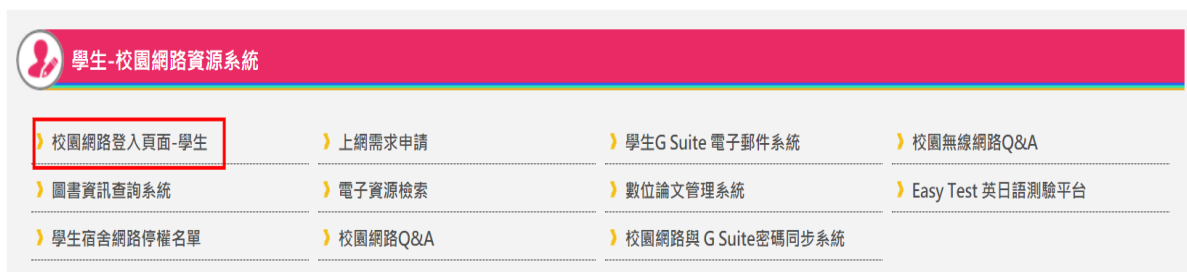 學生-校園網路資源系統
校園網路登入頁面-學生
上網需求申請
學生G Suite 電子郵件系統
校園無線網路Q&A
圖書資訊查詢系統
電子資源檢索
數位論文管理系統
Easy Test 英日語測驗平台
學生宿舍網路停權名單
校園網路Q&A
校園網路與 G Suite密碼同步系統